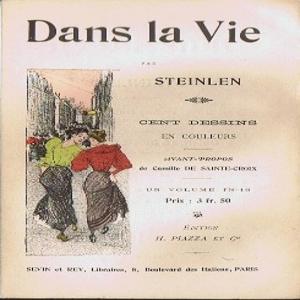 Dans la Vie
PAR
STEINLEN
CENT DESSINS
EN COULEURS
AVANT-PROPOS
de Camille DE SAINTE-CROIX
UN VOLUME IN-18
Prix : 3 fr. 50
EDITION
H. PIAZZA ET Cie
SEVIN et REY, Libraires, 8, Boulevard des Italiens, PARIS